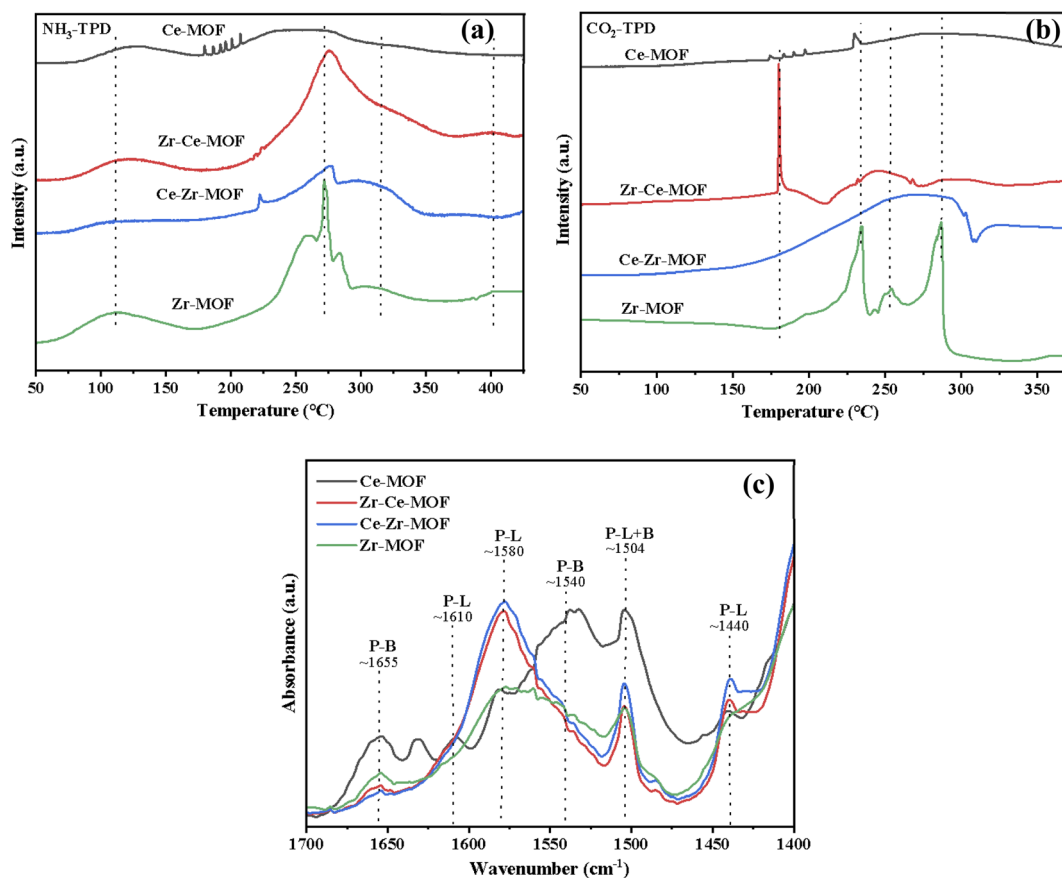 NH₃-TPD
Ce-MOF
(a)
Zr-Ce-MOF
Ce-Zr-MOF
Zr-MOF
Intensity (a.u.)
50 100 150 200 250 300 350 400
Temperature (°C)
CO₂-TPD
(b)
Ce-MOF
Zr-Ce-MOF
Ce-Zr-MOF
Zr-MOF
Intensity (a.u.)
50 100 150 200 250 300 350
Temperature (°C)
Ce-MOF
Zr-Ce-MOF
Ce-Zr-MOF
Zr-MOF
(c)
P-B
~1655
P-L
~1610
P-L
~1580
P-B
~1540
P-L+B
~1504
P-L
~1440
Absorbance (a.u.)
1700 1650 1600 1550 1500 1450 1400
Wavenumber (cm⁻¹)